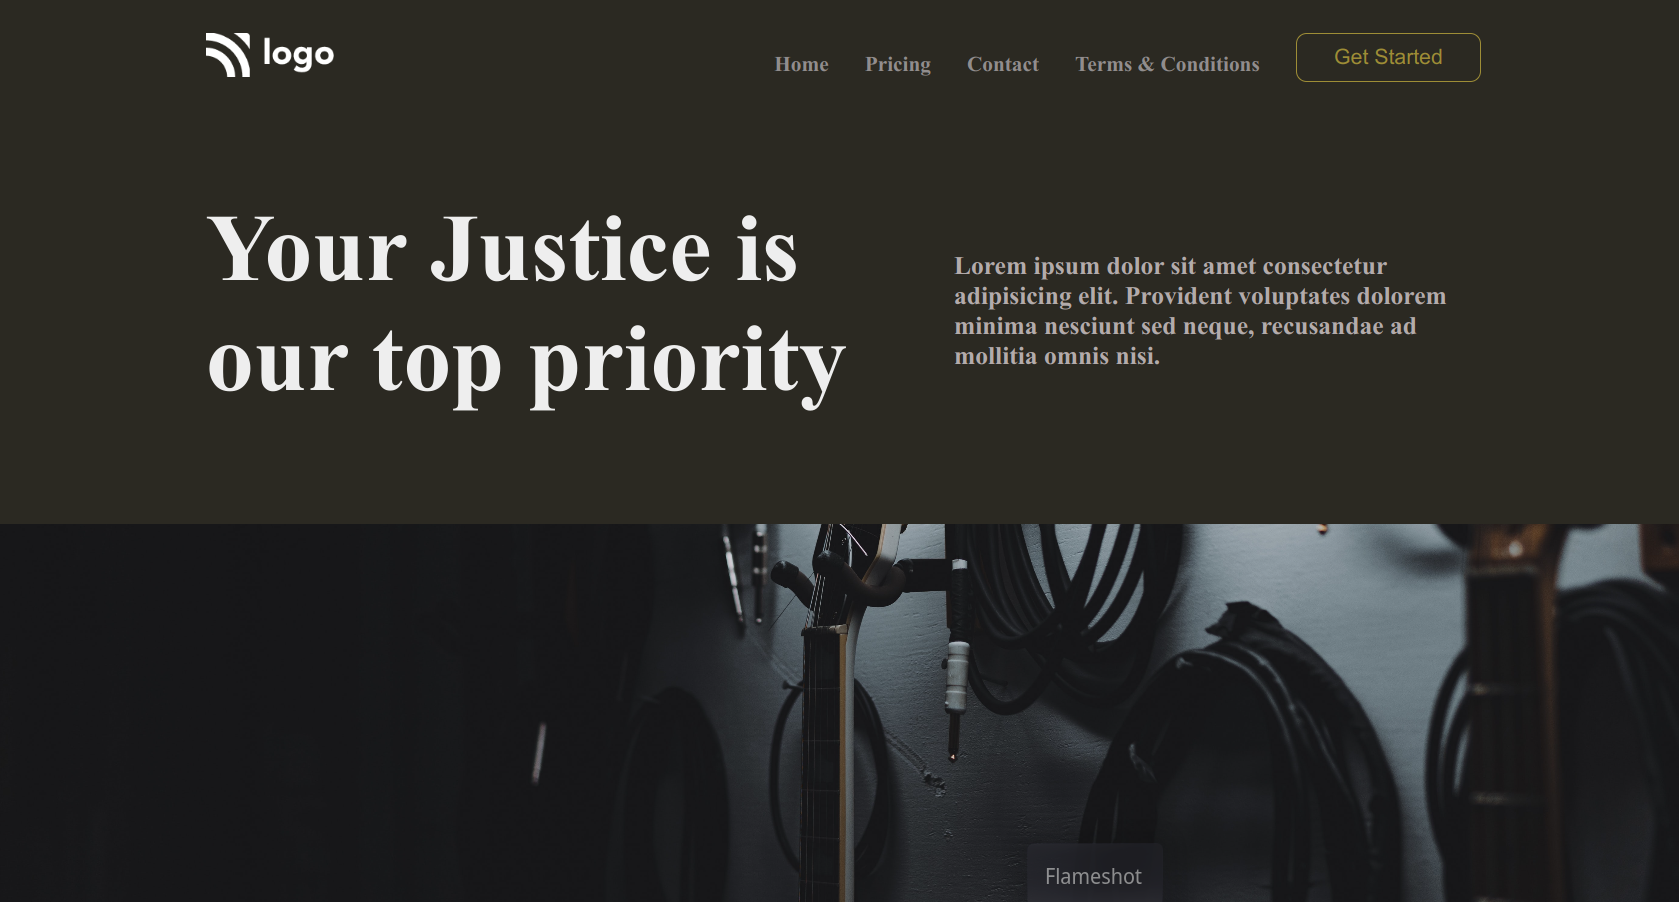 logo
Home Pricing Contact Terms & Conditions Get Started
Your Justice is
our top priority
Lorem ipsum dolor sit amet consectetur
adipisicing elit. Provident voluptates dolorem
minima nesciunt sed neque, recusandae ad
mollitia omnis nisi.
Flameshot